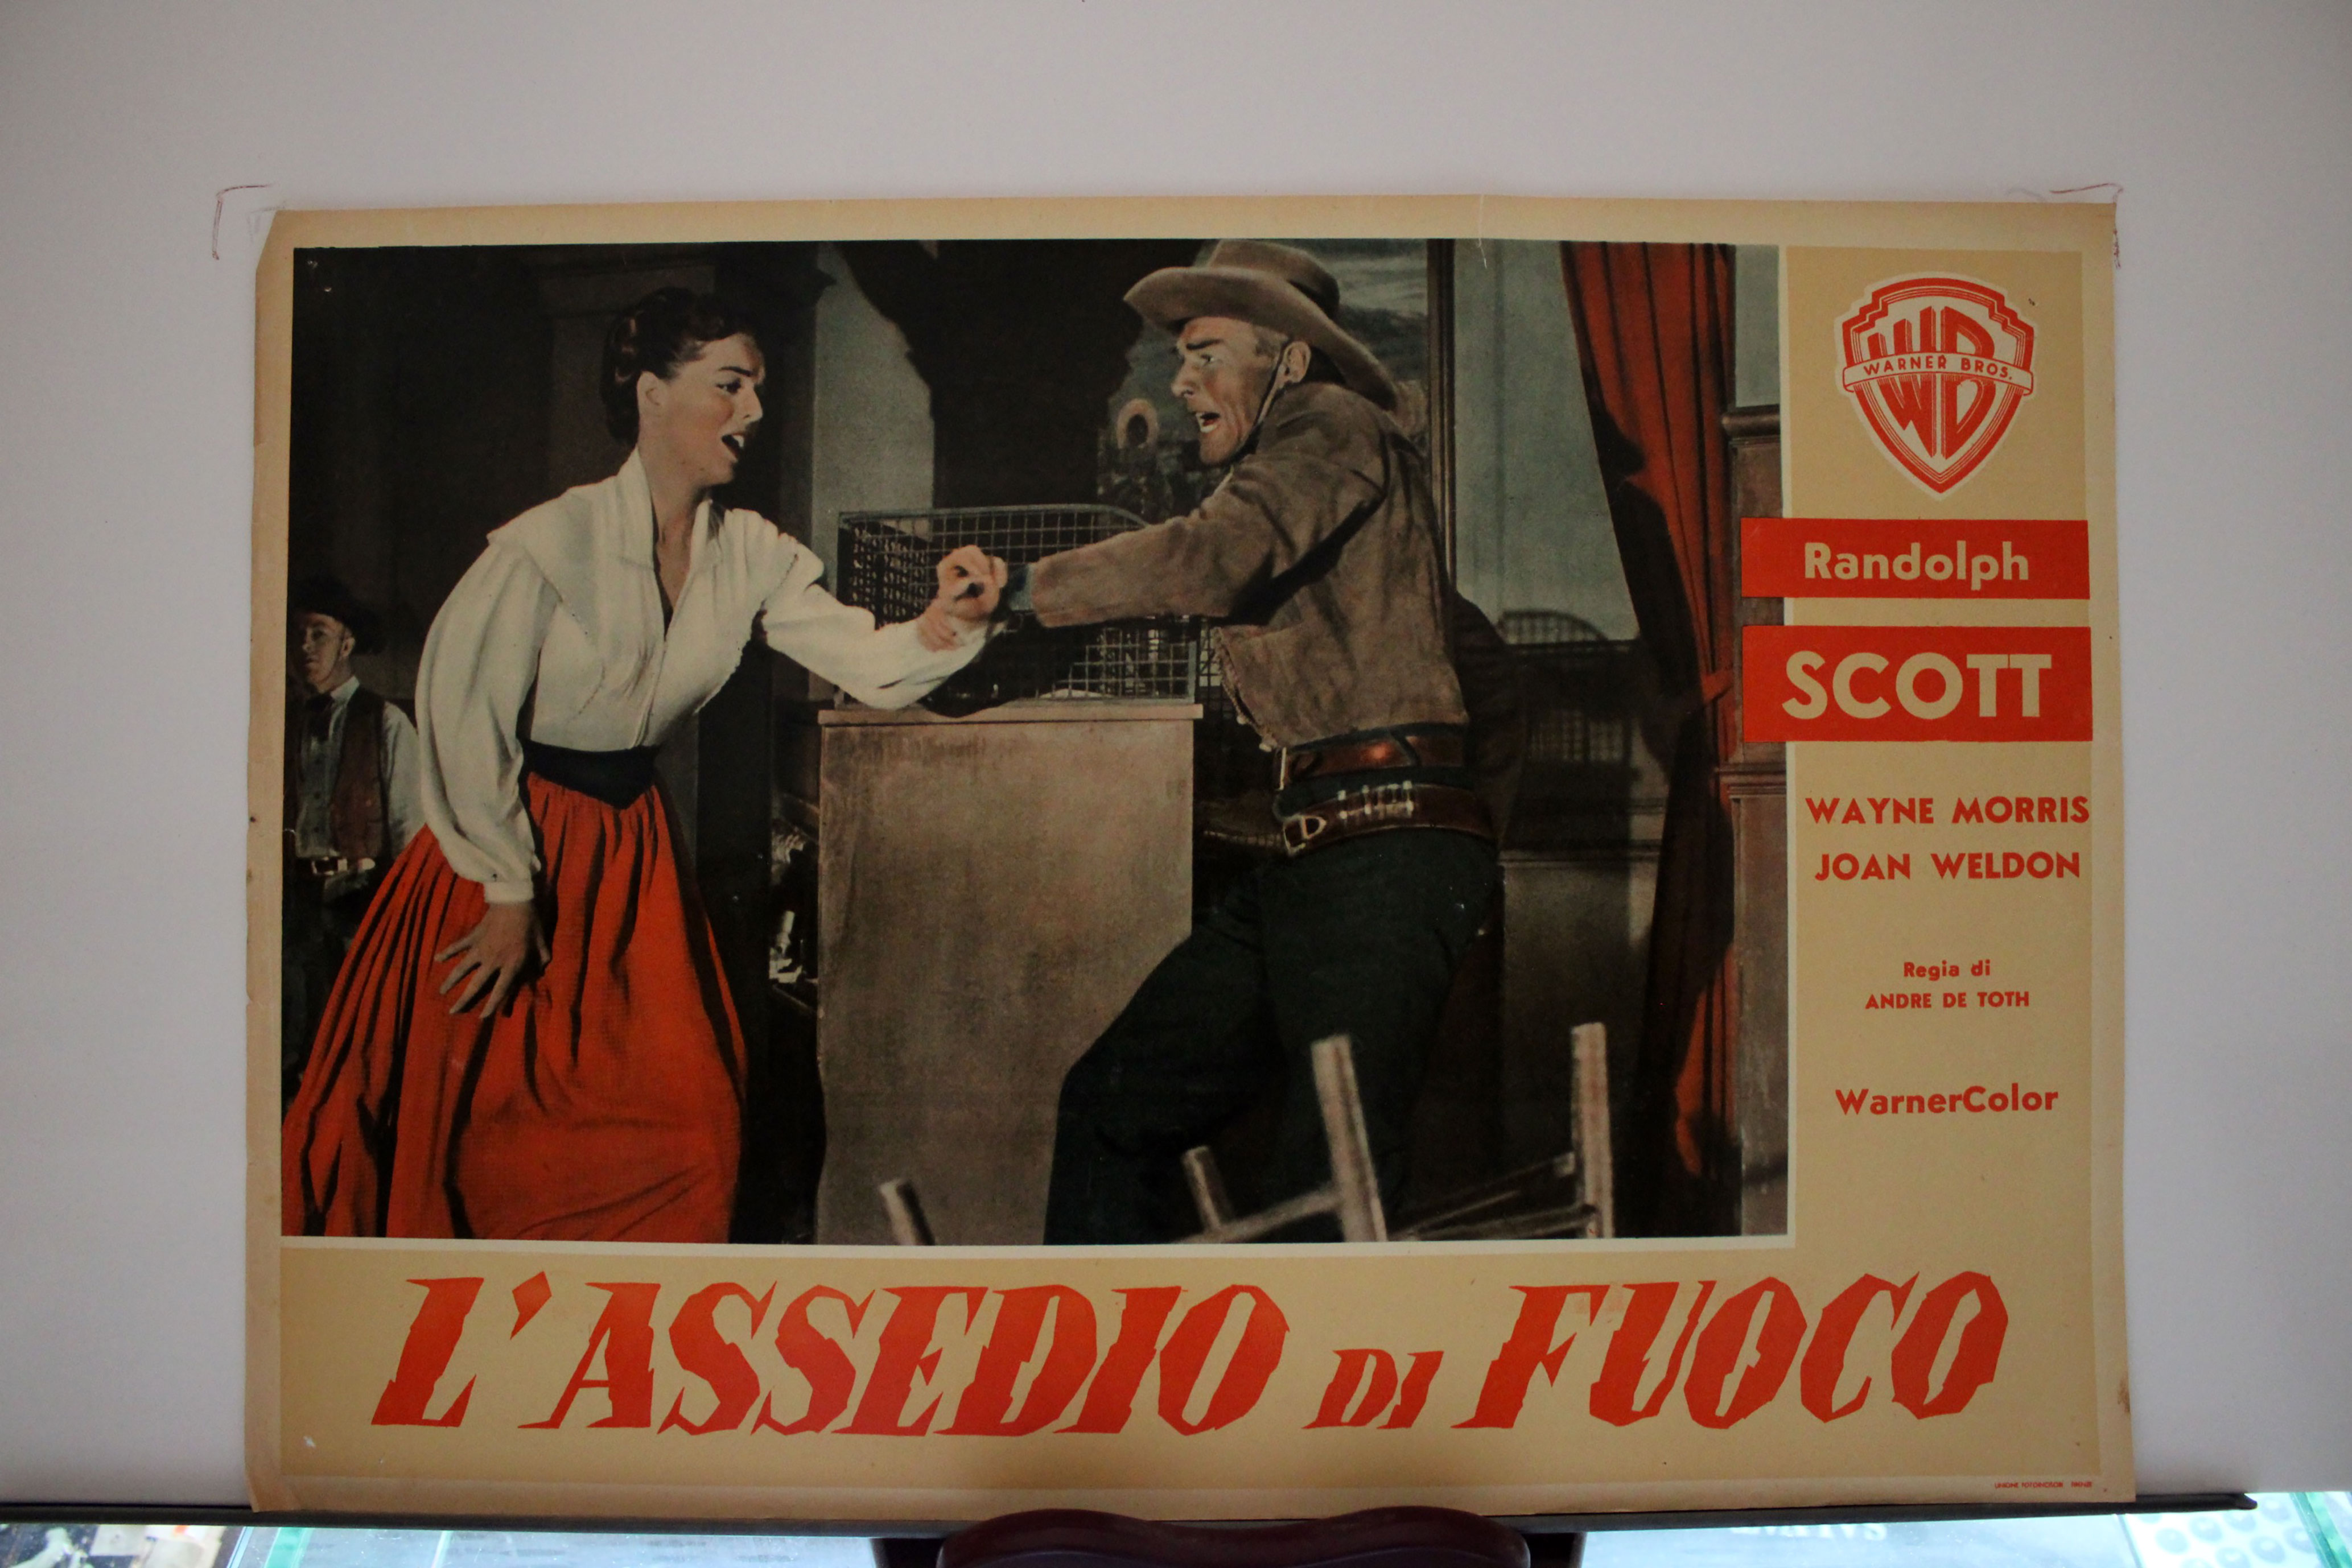 WB
WARNER BROS.
Randolph
SCOTT
WAYNE MORRIS
JOAN WELDON
Regia di
ANDRE DE TOTH
WarnerColor
L'ASSEDIO DI FUOCO